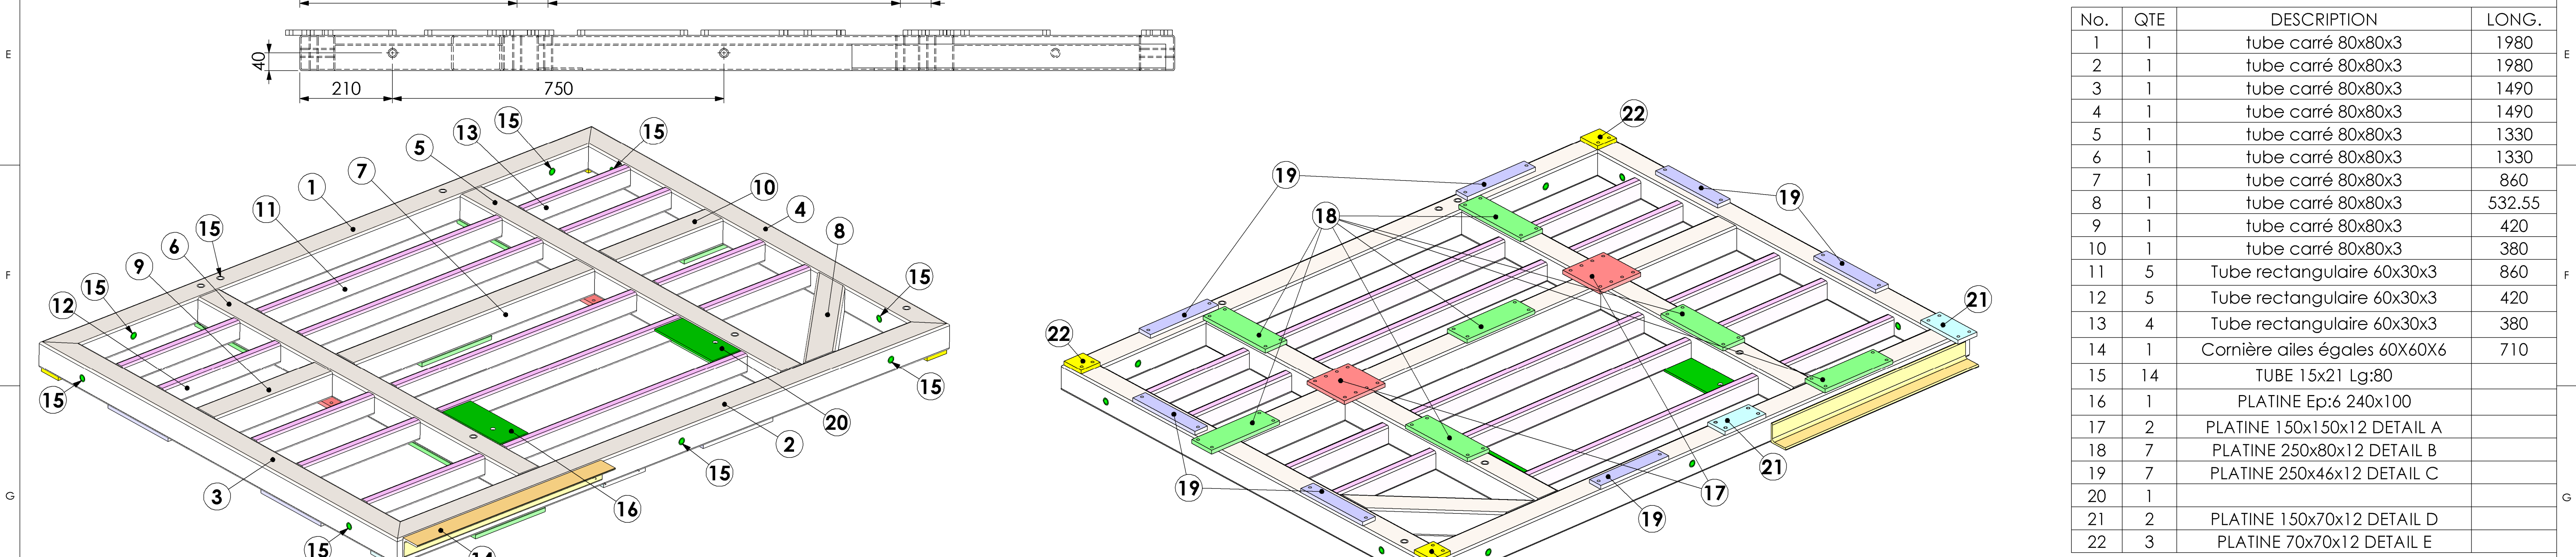 No. QTE DESCRIPTION LONG.
1 1 tube carré 80x80x3 1980
2 1 tube carré 80x80x3 1980
3 1 tube carré 80x80x3 1490
4 1 tube carré 80x80x3 1490
5 1 tube carré 80x80x3 1330
6 1 tube carré 80x80x3 1330
7 1 tube carré 80x80x3 860
8 1 tube carré 80x80x3 532.55
9 1 tube carré 80x80x3 420
10 1 tube carré 80x80x3 380
11 5 Tube rectangulaire 60x30x3 860
12 5 Tube rectangulaire 60x30x3 420
13 4 Tube rectangulaire 60x30x3 380
14 1 Cornière ailes égales 60X60X6 710
15 14 TUBE 15x21 Lg:80
16 1 PLATINE Ep:6 240x100
17 2 PLATINE 150x150x12 DETAIL A
18 7 PLATINE 250x80x12 DETAIL B
19 7 PLATINE 250x46x12 DETAIL C
20 1
21 2 PLATINE 150x70x12 DETAIL D
22 3 PLATINE 70x70x12 DETAIL E
E
F
G
E
F
G
40
210
750
15
13
15
5
7
10
1
4
11
8
15
6
9
15
15
12
15
15
20
2
15
3
16
15
14
22
19
19
18
21
22
21
17
19
19